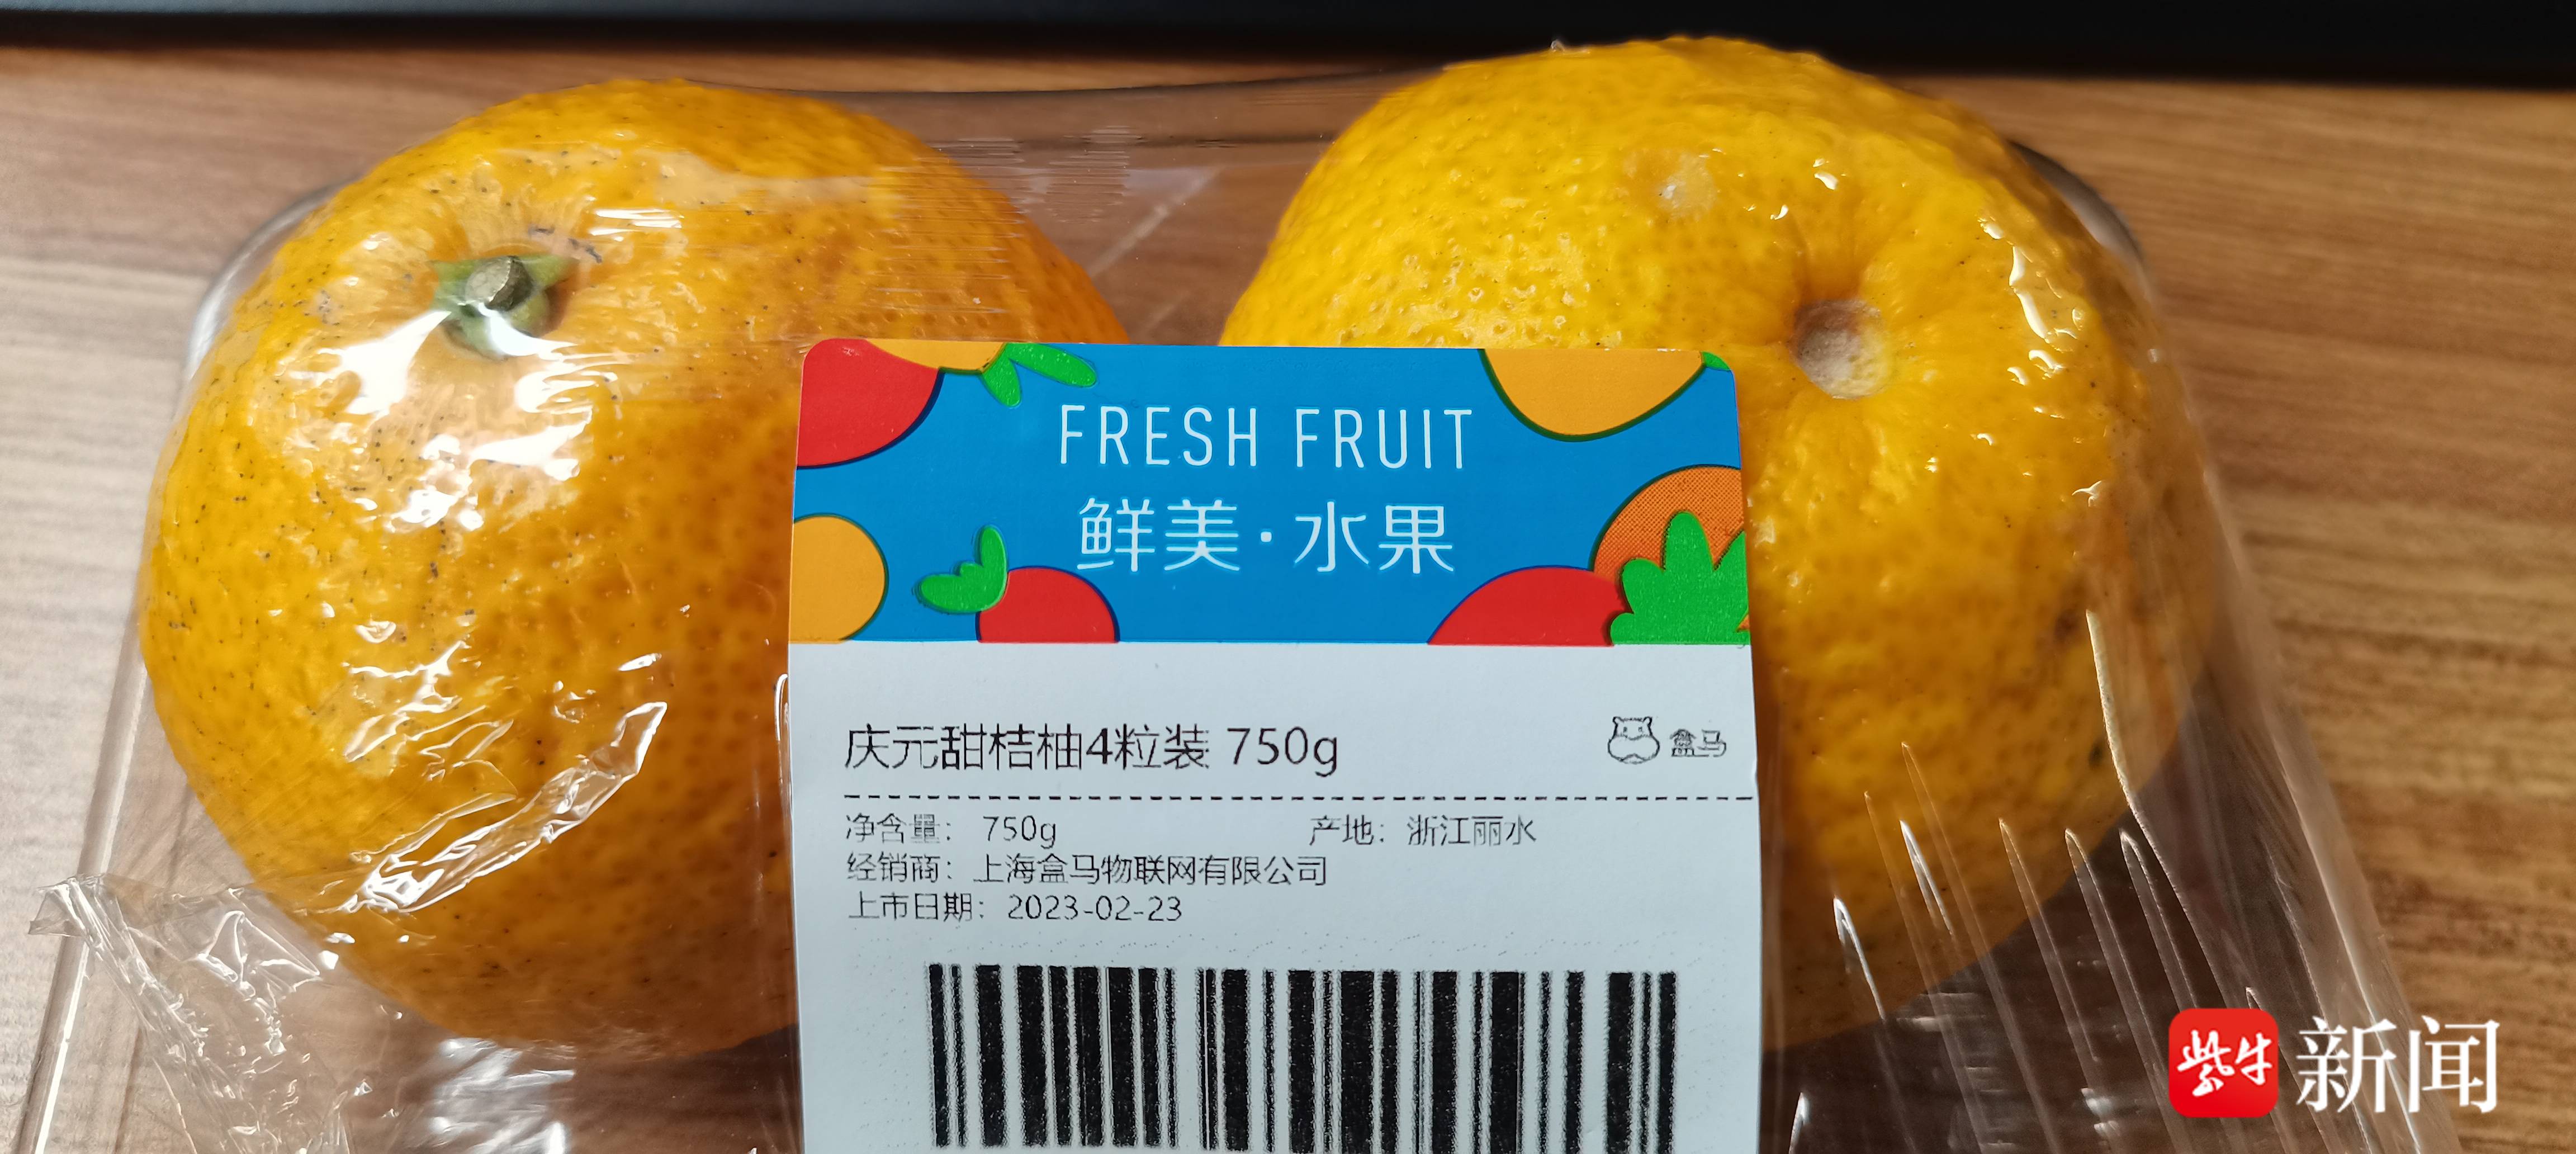 FRESH FRUIT
鲜美·水果
庆元甜桔柚4粒装 750g
盒马
净含量： 750g 产地：浙江丽水
经销商：上海盒马物联网有限公司
上市日期：2023-02-23
紫牛 新闻